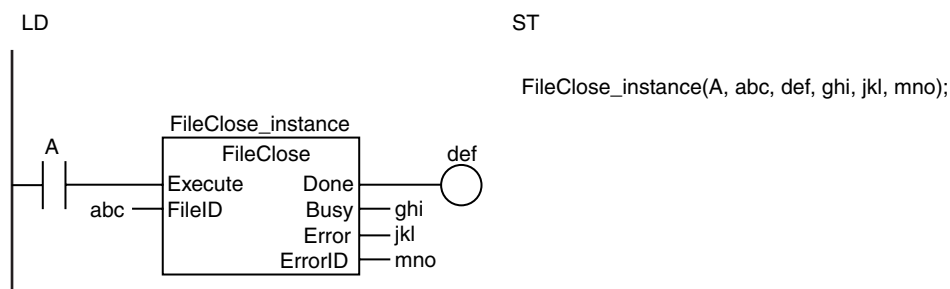 LD
ST
FileClose_instance(A, abc, def, ghi, jkl, mno);
FileClose_instance
A
FileClose
def
Execute
Done
abc
FileID
Busy
ghi
Error
jkl
ErrorID
mno